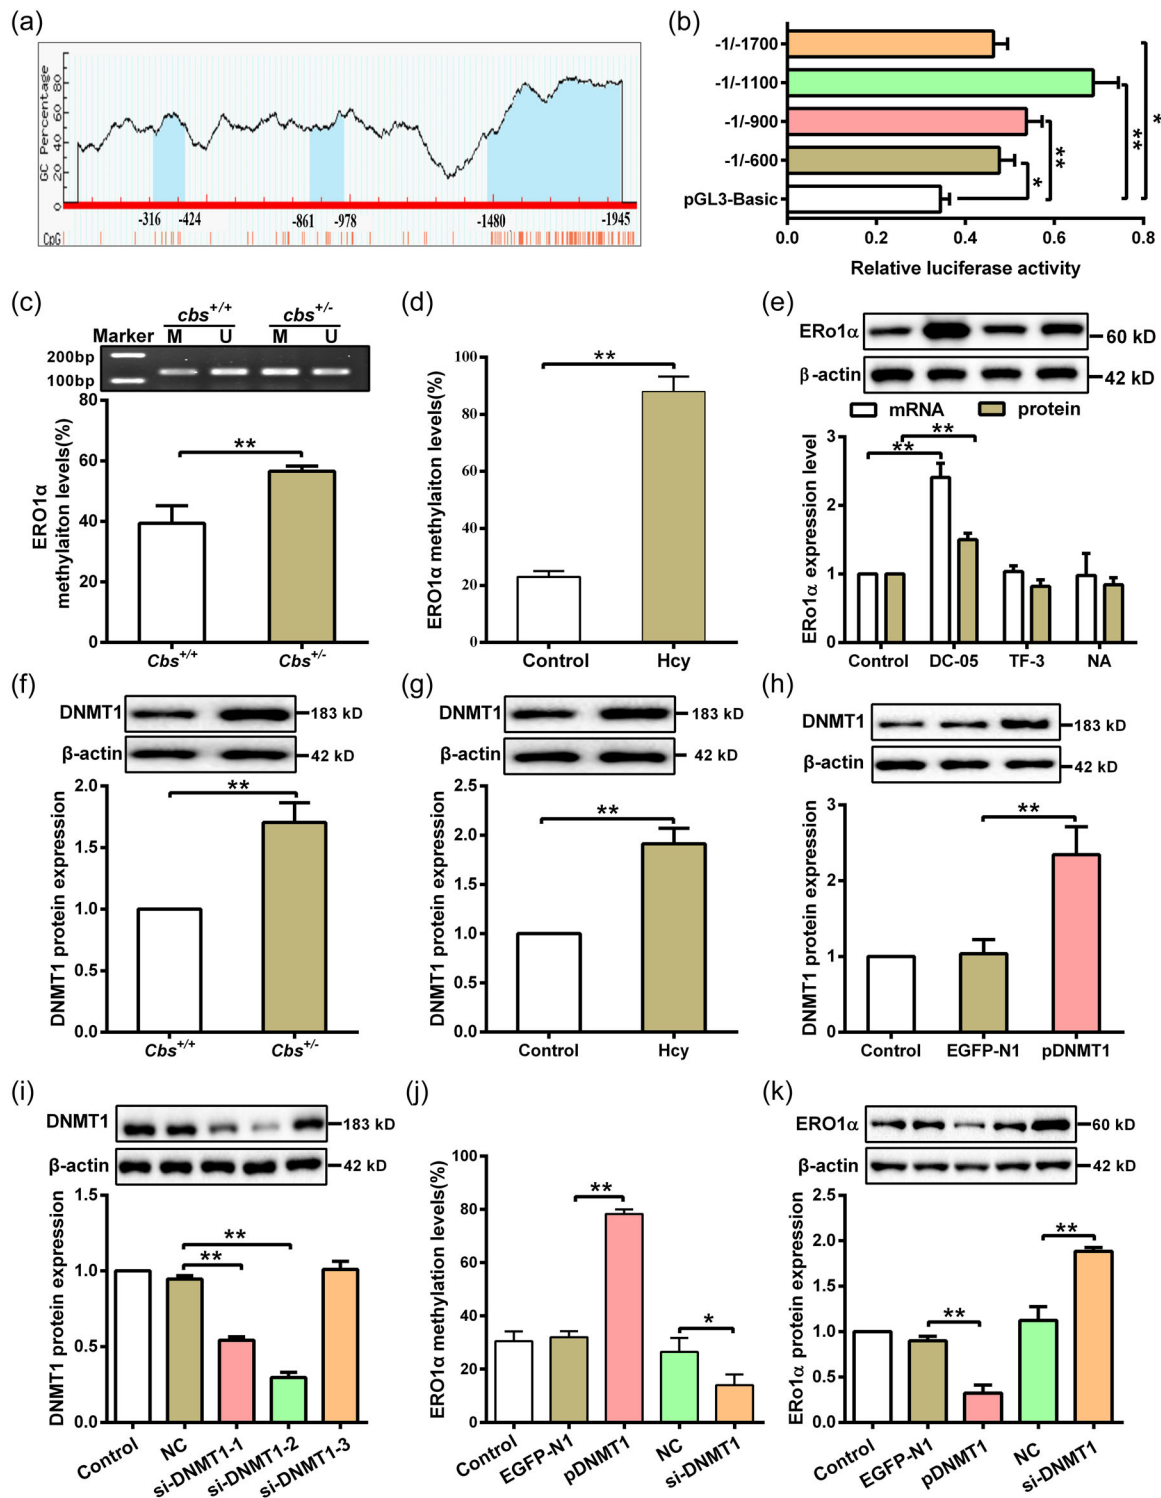 (a)
GC Percentage
80
60
40
20
0
-316 -424 -861 -978 -1480 -1945
CpG
(b)
-1/-1700
-1/-1100
-1/-900
-1/-600
pGL3-Basic
* ** ** *
0.0 0.2 0.4 0.6 0.8
Relative luciferase activity
(c)
cbs+/+ cbs+/-
Marker M U M U
200bp
100bp
ERO1α
methylaiton levels(%)
80
60
40
20
0
**
Cbs+/+ Cbs+/-
(d)
ERO1α methylaiton levels(%)
100
80
60
40
20
0
**
Control Hcy
(e)
ERo1α 60 kD
β-actin 42 kD
mRNA protein
ERo1α expression level
3
2
1
0
** **
Control DC-05 TF-3 NA
(f)
DNMT1 183 kD
β-actin 42 kD
DNMT1 protein expression
2.0
1.5
1.0
0.5
0.0
**
Cbs+/+ Cbs+/-
(g)
DNMT1 183 kD
β-actin 42 kD
DNMT1 protein expression
2.5
2.0
1.5
1.0
0.5
0.0
**
Control Hcy
(h)
DNMT1 183 kD
β-actin 42 kD
DNMT1 protein expression
3
2
1
0
**
Control EGFP-N1 pDNMT1
(i)
DNMT1 183 kD
β-actin 42 kD
DNMT1 protein expression
1.5
1.0
0.5
0.0
**
**
Control NC si-DNMT1-1 si-DNMT1-2 si-DNMT1-3
(j)
ERO1α methylation levels(%)
100
80
60
40
20
0
** *
Control EGFP-N1 pDNMT1 NC si-DNMT1
(k)
ERO1α 60 kD
β-actin 42 kD
ERo1α protein expression
2.5
2.0
1.5
1.0
0.5
0.0
** **
Control EGFP-N1 pDNMT1 NC si-DNMT1